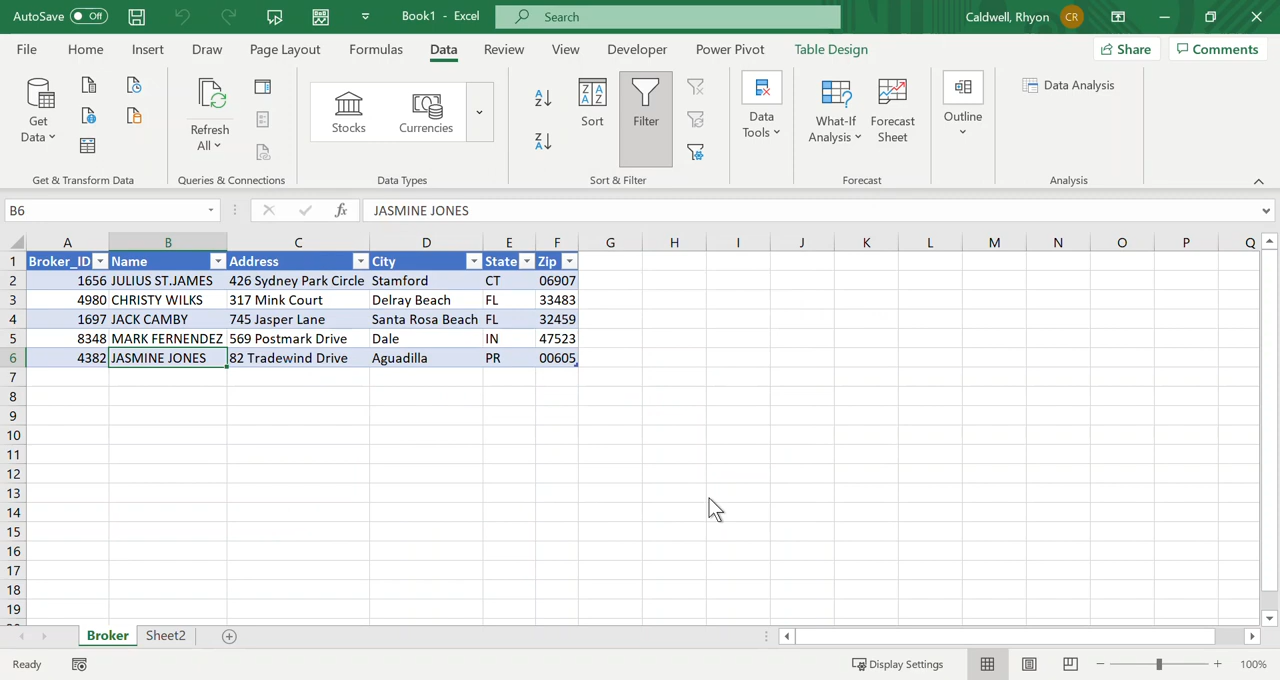 AutoSave Off Book1 - Excel Search Caldwell, Rhyon CR
File Home Insert Draw Page Layout Formulas Data Review View Developer Power Pivot Table Design Share Comments
Get Data Refresh All Stocks Currencies Sort Filter Data Tools What-If Analysis Forecast Sheet Outline Data Analysis
Get & Transform Data Queries & Connections Data Types Sort & Filter Forecast Analysis
B6 fx JASMINE JONES
A B C D E F G H I J K L M N O P Q
1 Broker_ID Name Address City State Zip
2 1656 JULIUS ST.JAMES 426 Sydney Park Circle Stamford CT 06907
3 4980 CHRISTY WILKS 317 Mink Court Delray Beach FL 33483
4 1697 JACK CAMBY 745 Jasper Lane Santa Rosa Beach FL 32459
5 8348 MARK FERNENDEZ 569 Postmark Drive Dale IN 47523
6 4382 JASMINE JONES 82 Tradewind Drive Aguadilla PR 00605
7
8
9
10
11
12
13
14
15
16
17
18
19
Broker Sheet2
Ready Display Settings 100%